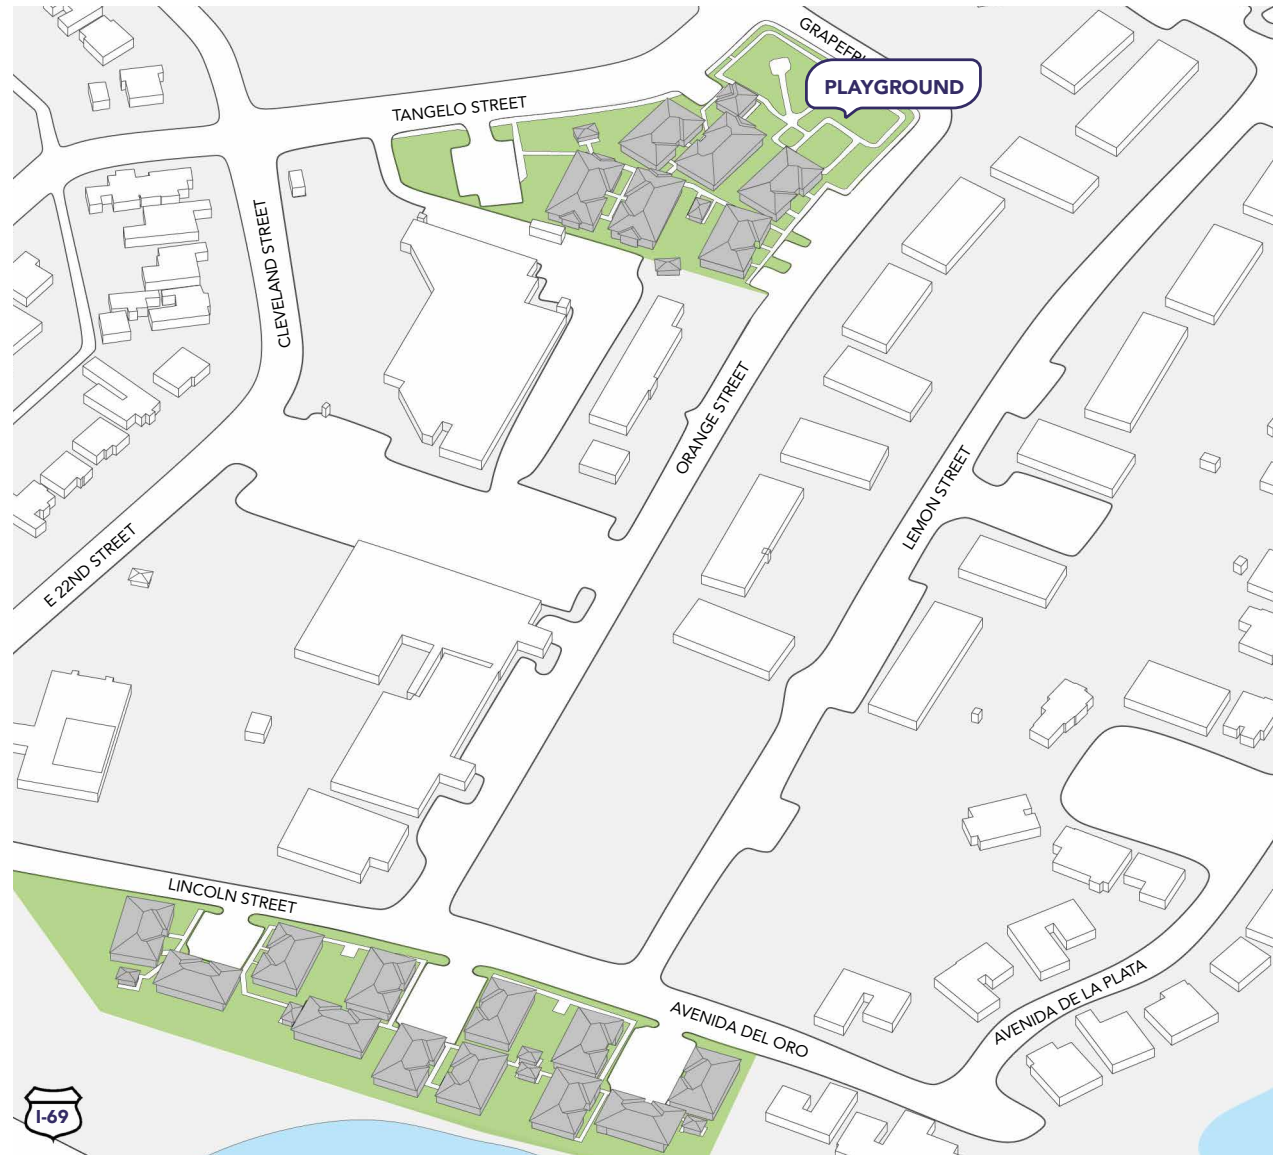 GRAPEFR
PLAYGROUND
TANGELO STREET
CLEVELAND STREET
ORANGE STREET
LEMON STREET
E 22ND STREET
LINCOLN STREET
AVENIDA DEL ORO
AVENIDA DE LA PLATA
I-69